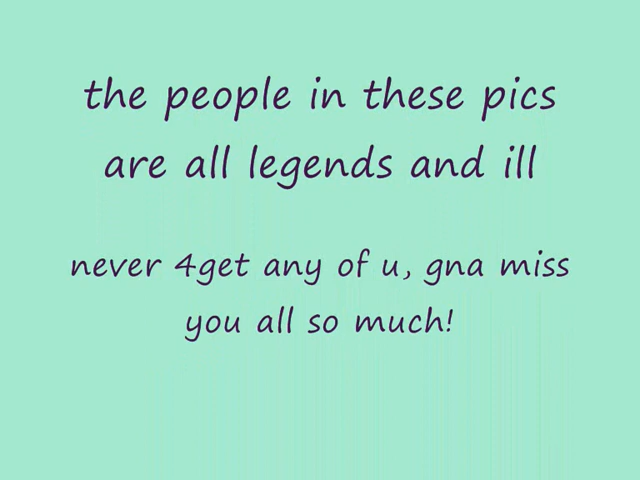 the people in these pics
are all legends and ill
never 4get any of u, gna miss
you all so much!